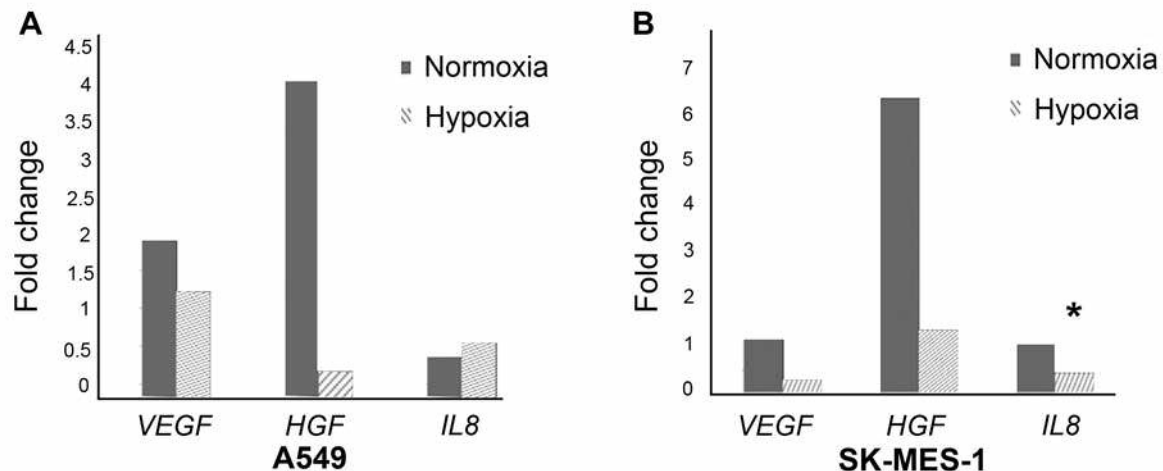 A
Fold change
4.5
4
3.5
3
2.5
2
1.5
1
0.5
0
Normoxia
Hypoxia
VEGF HGF IL8
A549
B
Fold change
7
6
5
4
3
2
1
0
Normoxia
Hypoxia
*
VEGF HGF IL8
SK-MES-1